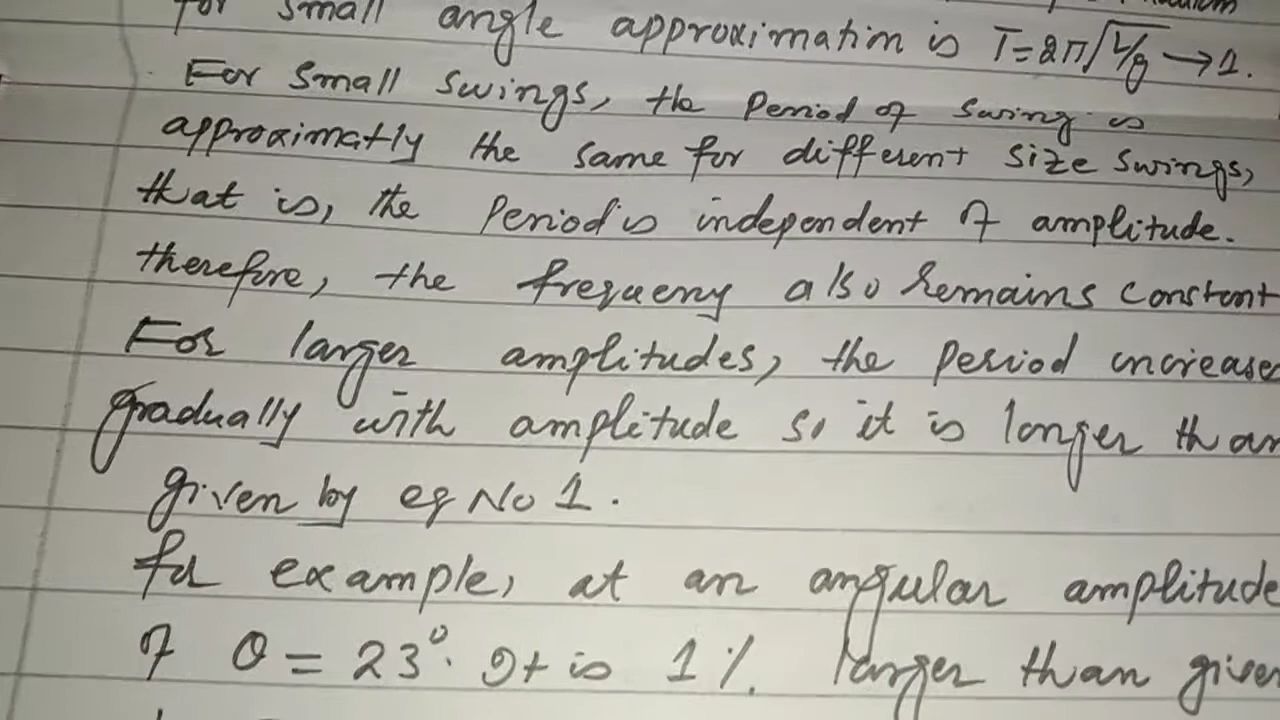 for small angle approximation is T=2π√L/g →1.
For small swings, the Period of swing is
approximatly the same for different size swings,
that is, the Period is independent of amplitude.
therefore, the frequeny also remains constant
For larger amplitudes, the period increase
gradually with amplitude so it is longer than
given by eq No 1.
for example, at an angular amplitude
of θ = 23°. It is 1% larger than given